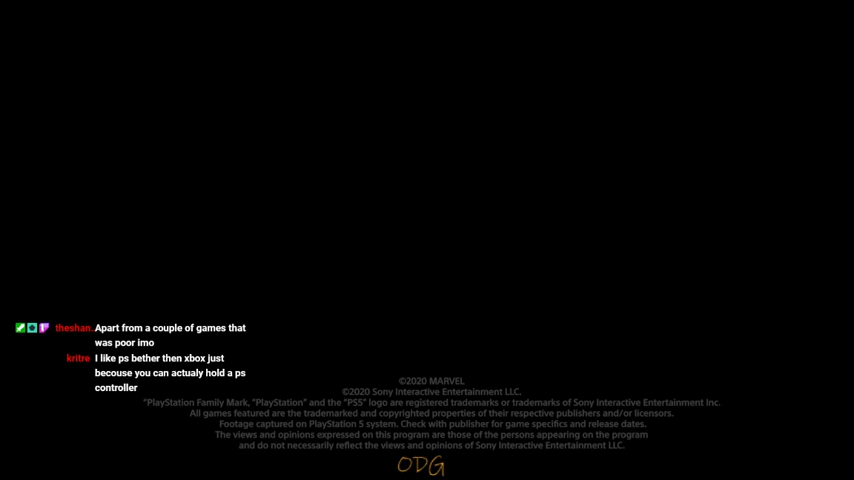 theshan. Apart from a couple of games that
was poor imo
kritre I like ps bether then xbox just
becouse you can actualy hold a ps
controller
©2020 MARVEL
©2020 Sony Interactive Entertainment LLC.
"PlayStation Family Mark, "PlayStation" and the "PS5" logo are registered trademarks or trademarks of Sony Interactive Entertainment Inc.
All games featured are the trademarked and copyrighted properties of their respective publishers and/or licensors.
Footage captured on PlayStation 5 system. Check with publisher for game specifics and release dates.
The views and opinions expressed on this program are those of the persons appearing on the program
and do not necessarily reflect the views and opinions of Sony Interactive Entertainment LLC.
ODG